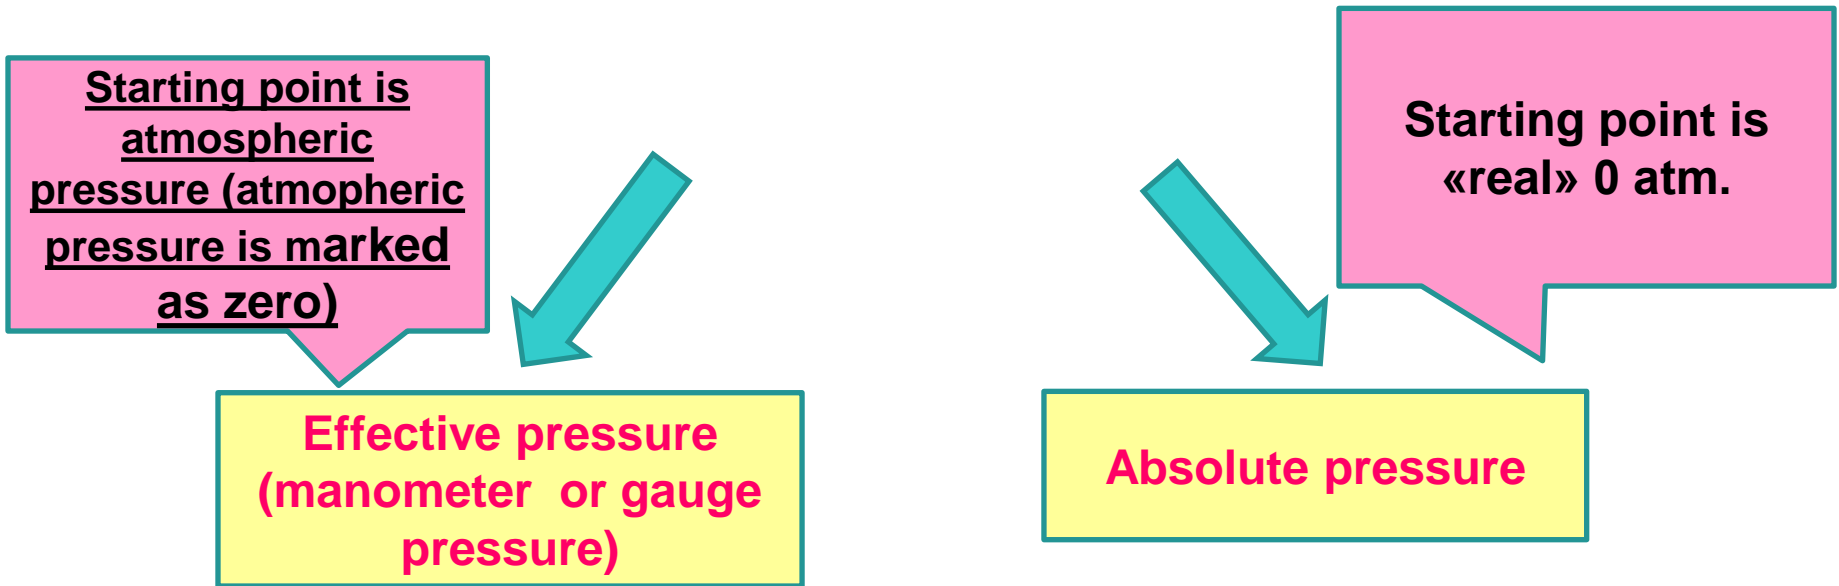 Starting point is
atmospheric
pressure (atmopheric
pressure is marked
as zero)
Starting point is
«real» 0 atm.
Effective pressure
(manometer or gauge
pressure)
Absolute pressure